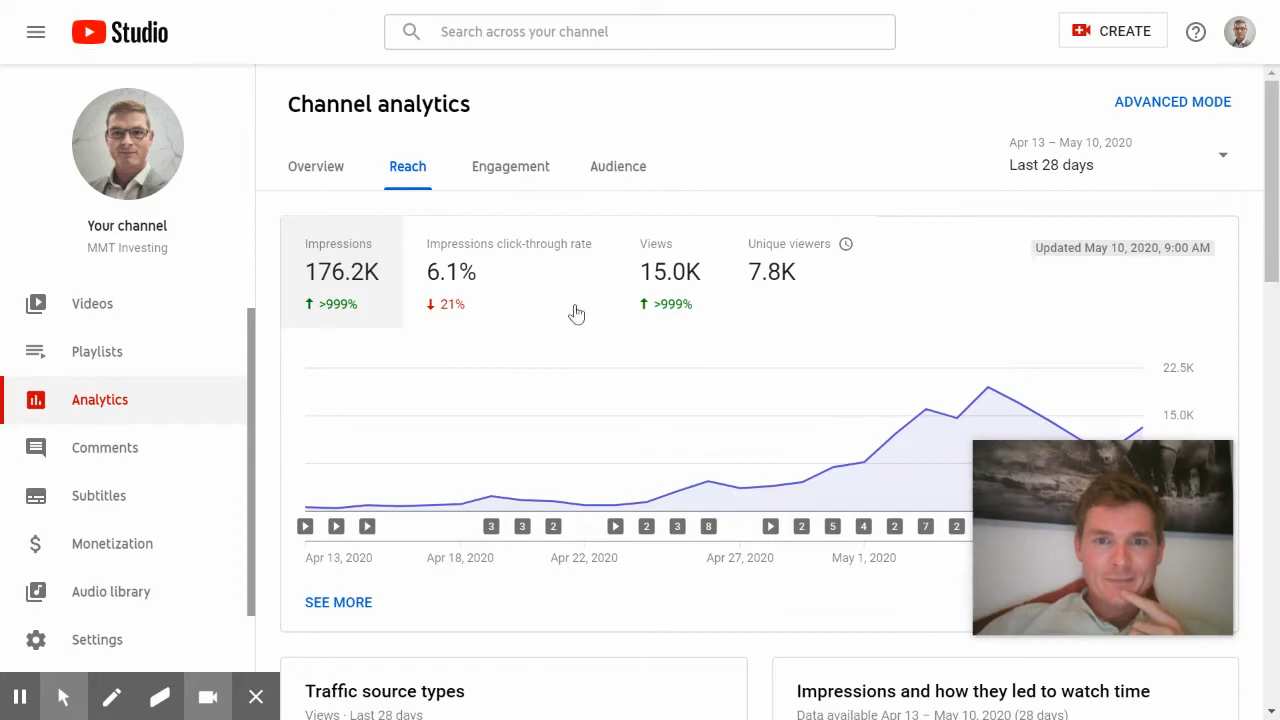 Studio
Search across your channel
CREATE
Your channel
MMT Investing
Videos
Playlists
Analytics
Comments
Subtitles
Monetization
Audio library
Settings
Channel analytics
ADVANCED MODE
Overview
Reach
Engagement
Audience
Apr 13 – May 10, 2020
Last 28 days
Impressions
176.2K
>999%
Impressions click-through rate
6.1%
21%
Views
15.0K
>999%
Unique viewers
7.8K
Updated May 10, 2020, 9:00 AM
22.5K
15.0K
3 3 2 2 3 8 2 5 4 2 7 2
Apr 13, 2020 Apr 18, 2020 Apr 22, 2020 Apr 27, 2020 May 1, 2020
SEE MORE
Traffic source types
Views · Last 28 days
Impressions and how they led to watch time
Data available Apr 13 – May 10, 2020 (28 days)